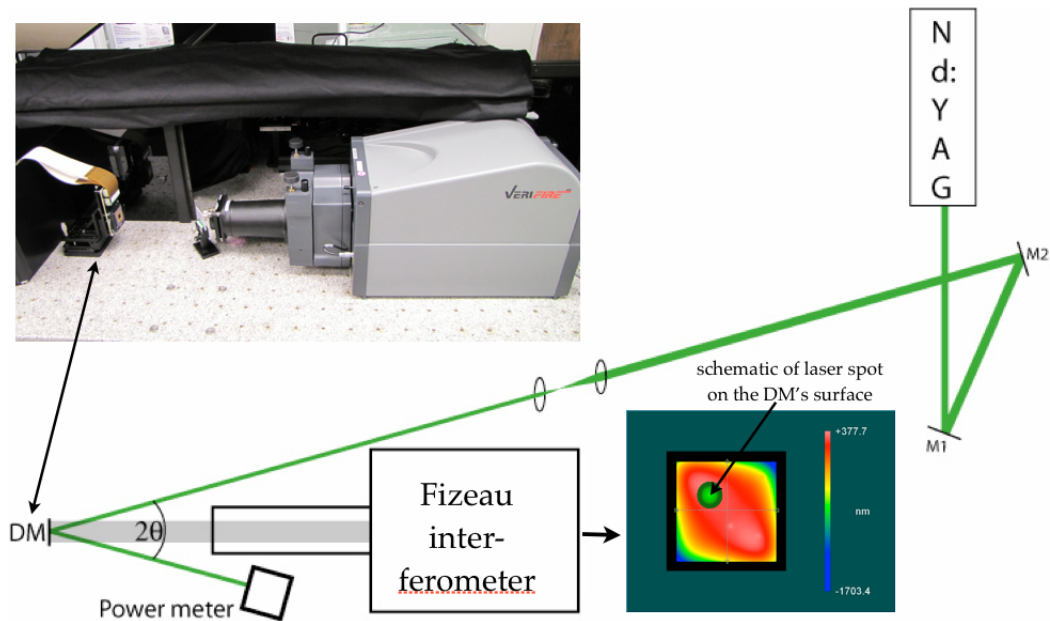 VERIFIRE
N
d:
Y
A
G
M2
M1
schematic of laser spot
on the DM's surface
+377.7
nm
-1703.4
Fizeau
inter-
ferometer
DM
2θ
Power meter